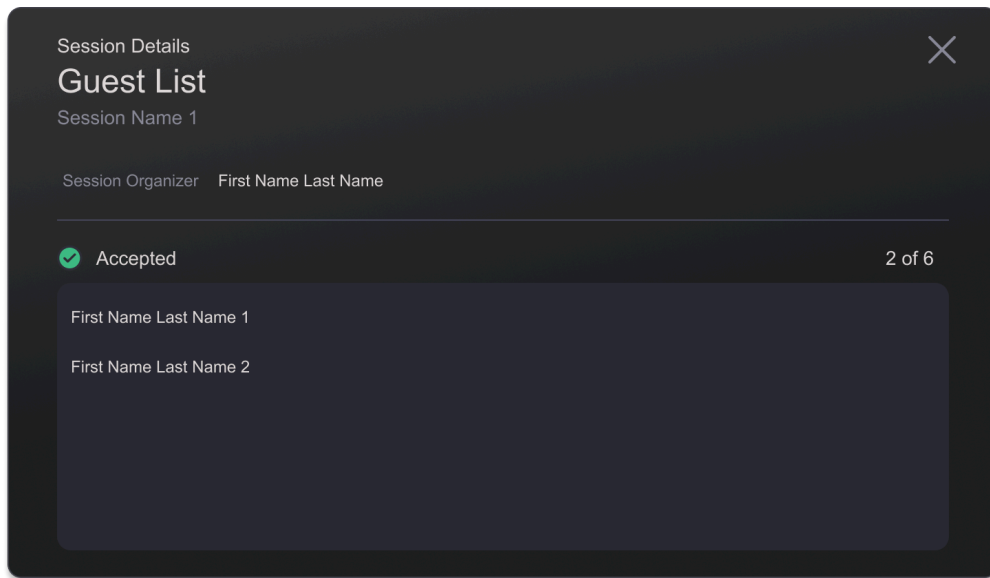 Session Details
Guest List
Session Name 1
Session Organizer First Name Last Name
Accepted 2 of 6
First Name Last Name 1
First Name Last Name 2